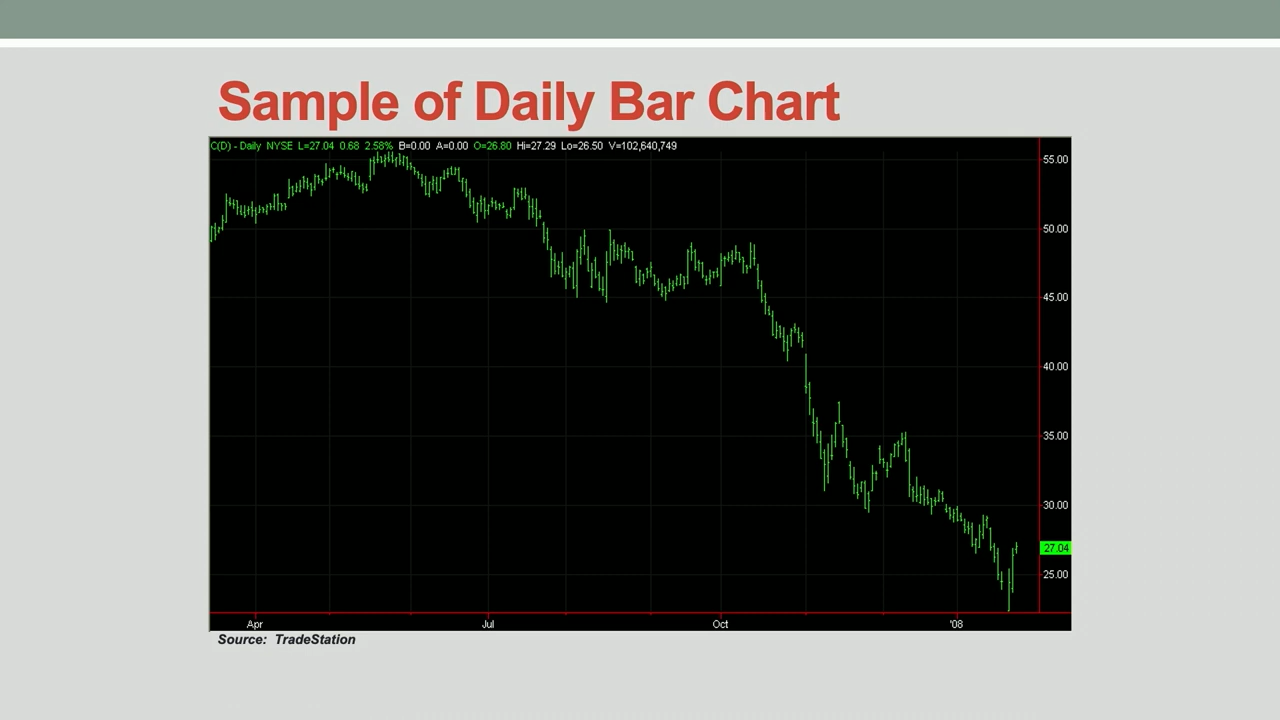 Sample of Daily Bar Chart
C(D) - Daily NYSE L=27.04 0.68 2.58% B=0.00 A=0.00 O=26.80 Hi=27.29 Lo=26.50 V=102,640,749
55.00
50.00
45.00
40.00
35.00
30.00
27.04
25.00
Apr Jul Oct '08
Source: TradeStation